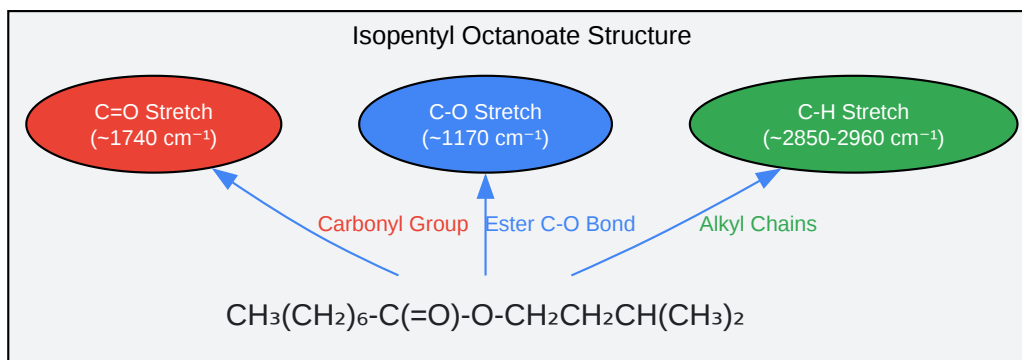 Isopentyl Octanoate Structure
C=O Stretch
(~1740 cm⁻¹)
C-O Stretch
(~1170 cm⁻¹)
C-H Stretch
(~2850-2960 cm⁻¹)
Carbonyl Group
Ester C-O Bond
Alkyl Chains
CH₃(CH₂)₆-C(=O)-O-CH₂CH₂CH(CH₃)₂